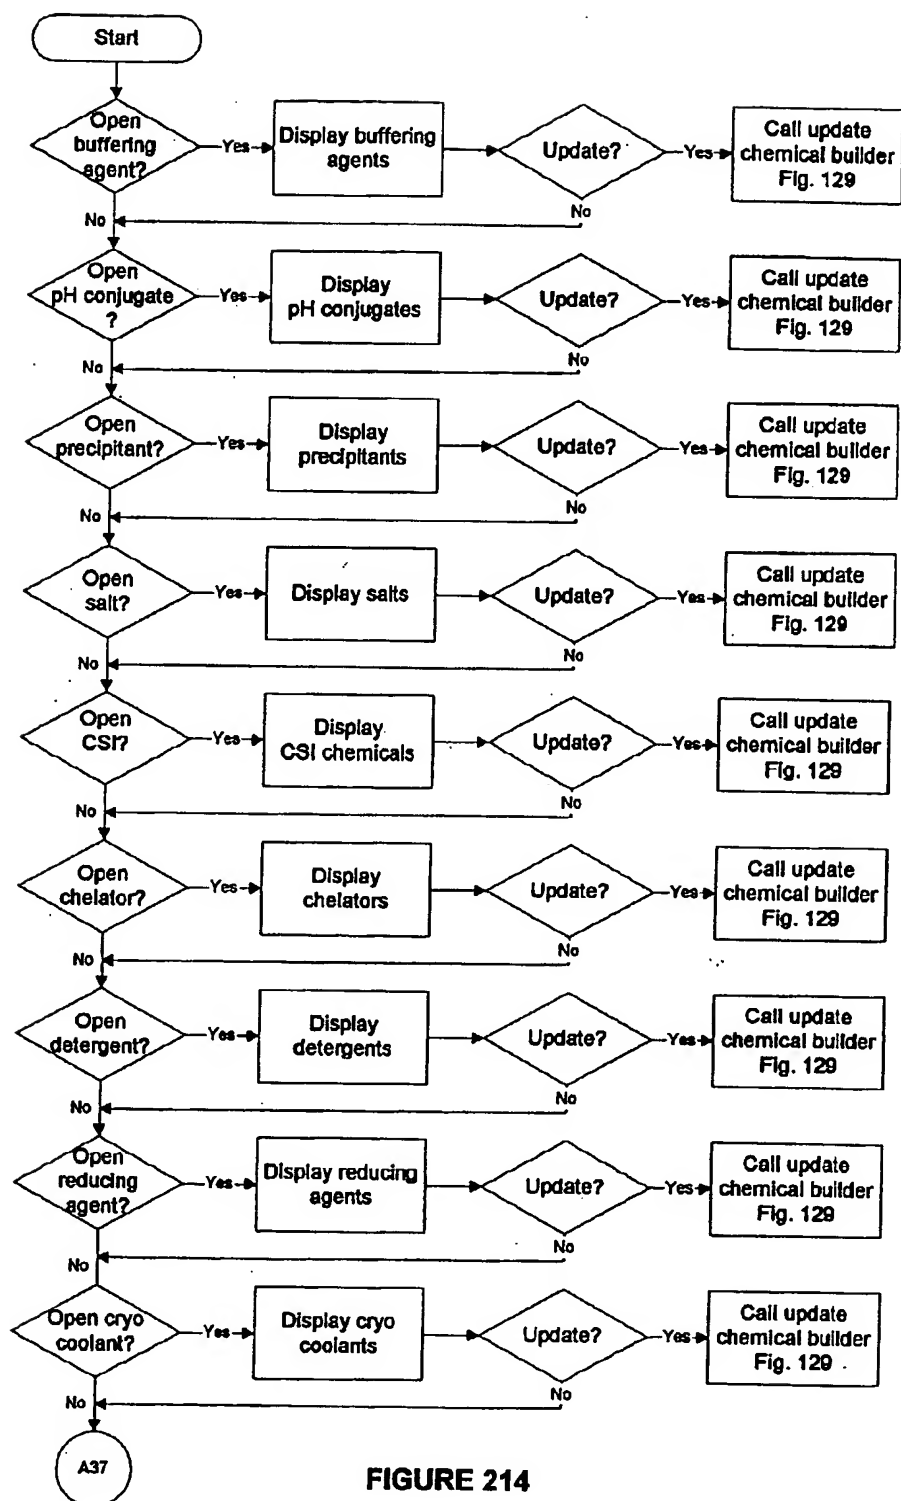 Start
Open
buffering
agent?
Yes
Display buffering
agents
Update?
Yes
Call update
chemical builder
Fig. 129
No
No
Open
pH conjugate
?
Yes
Display
pH conjugates
Update?
Yes
Call update
chemical builder
Fig. 129
No
No
Open
precipitant?
Yes
Display
precipitants
Update?
Yes
Call update
chemical builder
Fig. 129
No
No
Open
salt?
Yes
Display salts
Update?
Yes
Call update
chemical builder
Fig. 129
No
No
Open
CSI?
Yes
Display
CSI chemicals
Update?
Yes
Call update
chemical builder
Fig. 129
No
No
Open
chelator?
Yes
Display
chelators
Update?
Yes
Call update
chemical builder
Fig. 129
No
No
Open
detergent?
Yes
Display
detergents
Update?
Yes
Call update
chemical builder
Fig. 129
No
No
Open
reducing
agent?
Yes
Display reducing
agents
Update?
Yes
Call update
chemical builder
Fig. 129
No
No
Open cryo
coolant?
Yes
Display cryo
coolants
Update?
Yes
Call update
chemical builder
Fig. 129
No
No
A37
FIGURE 214